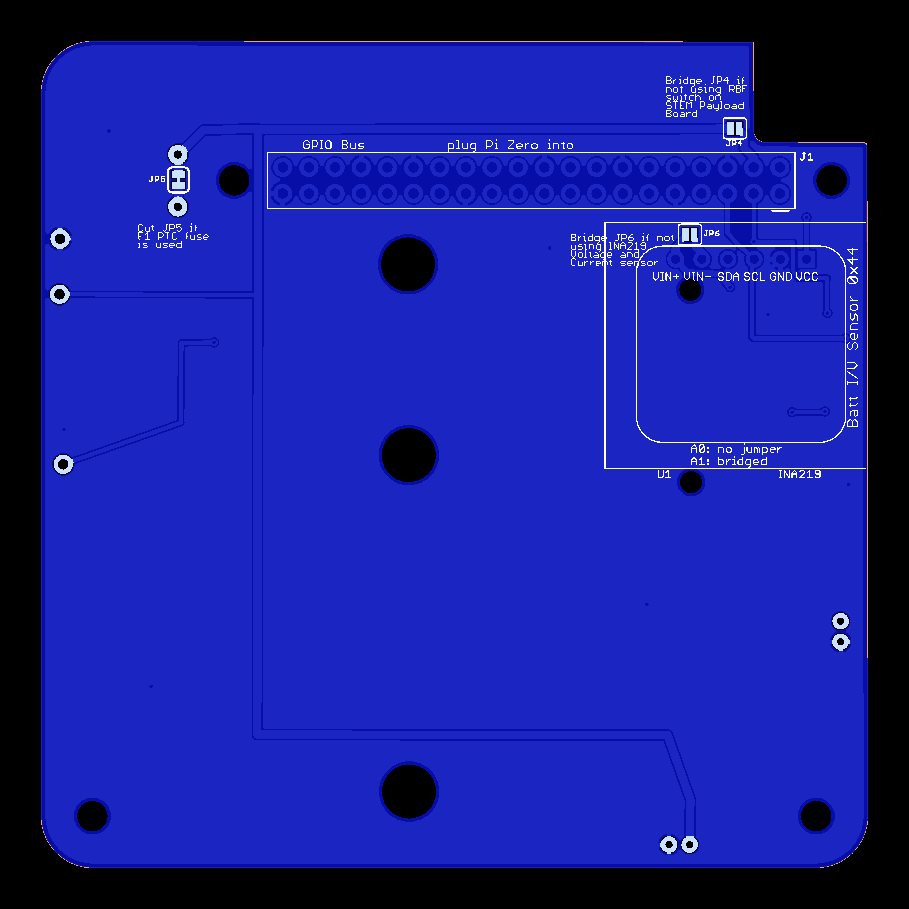 Bridge JP4 if
not using RBF
switch on
STEM Payload
Board
JP4
GPIO Bus
plug Pi Zero into
J1
JP5
Cut JP5 if
F1 PTC fuse
is used
Bridge JP6 if not
using INA219
Voltage and
Current sensor
JP6
VIN+ VIN- SDA SCL GND VCC
Batt I/V Sensor 0x44
A0: no jumper
A1: bridged
U1
INA219